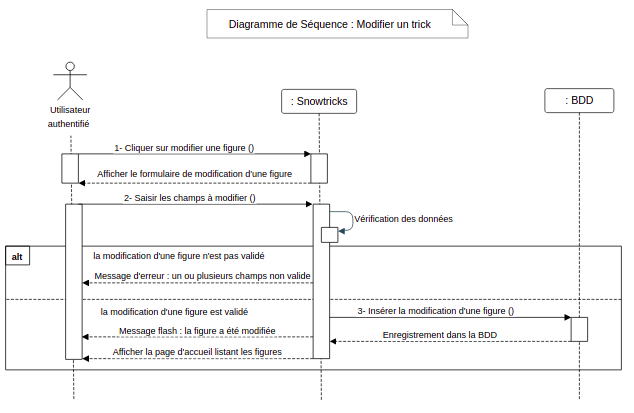 Diagramme de Séquence : Modifier un trick
Utilisateur
authentifié
: Snowtricks
: BDD
1- Cliquer sur modifier une figure ()
Afficher le formulaire de modification d'une figure
2- Saisir les champs à modifier ()
Vérification des données
alt
la modification d'une figure n'est pas validé
Message d'erreur : un ou plusieurs champs non valide
la modification d'une figure est validé
3- Insérer la modification d'une figure ()
Message flash : la figure a été modifiée
Enregistrement dans la BDD
Afficher la page d'accueil listant les figures